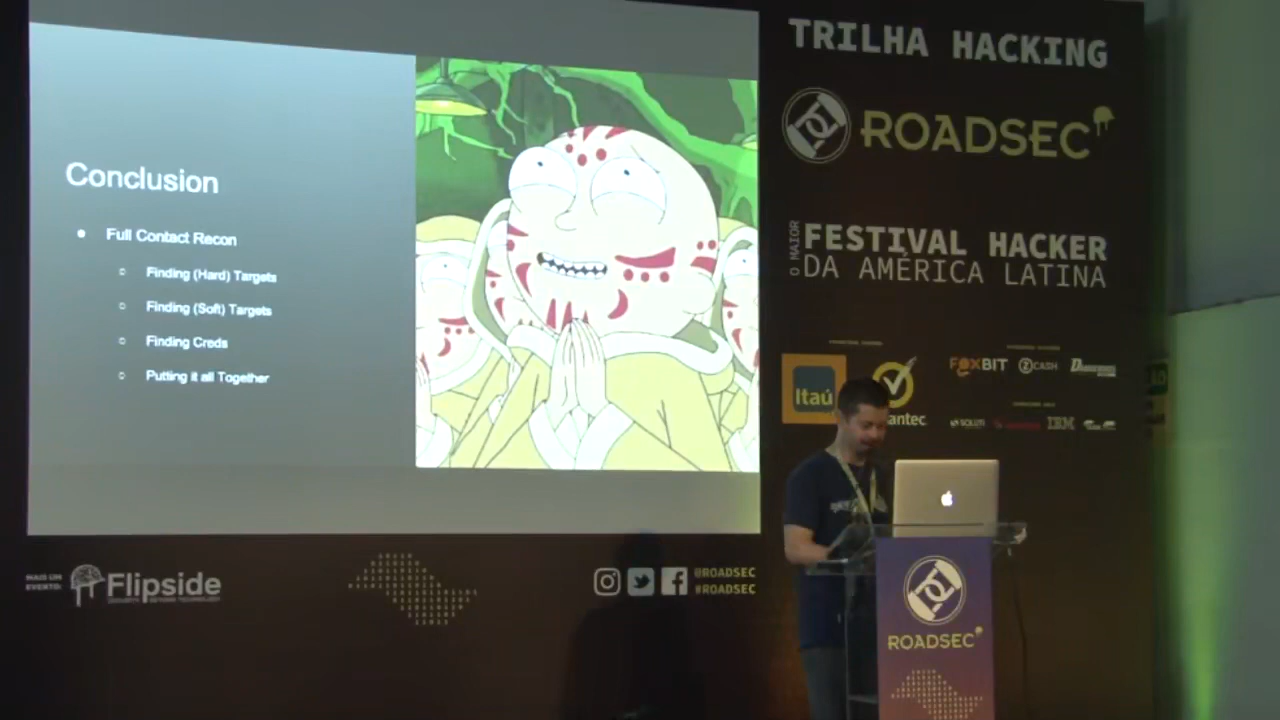 Conclusion
Full Contact Recon
Finding (Hard) Targets
Finding (Soft) Targets
Finding Creds
Putting it all Together
TRILHA HACKING
ROADSEC
O MAIOR
FESTIVAL HACKER
DA AMÉRICA LATINA
Itaú
antec
FOXBIT
ZCASH
IBM
MAIS UM
EVENTO:
Flipside
@ROADSEC
#ROADSEC
ROADSEC